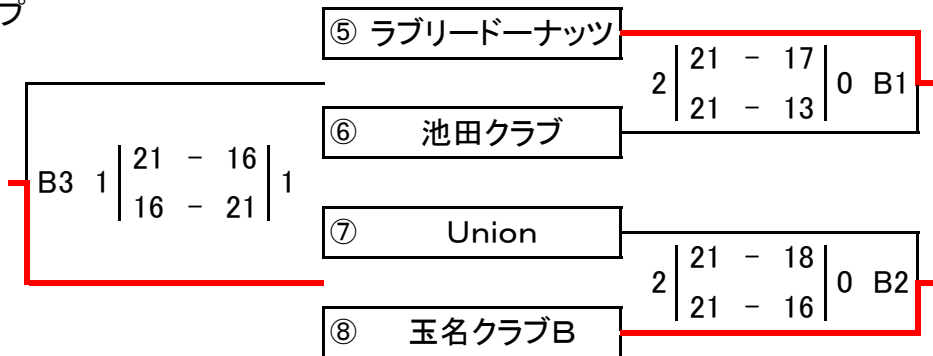 プ
⑤ ラブリードーナッツ
2 21 - 17 0 B1
21 - 13
⑥ 池田クラブ
B3 1 21 - 16 1
16 - 21
⑦ Union
2 21 - 18 0 B2
21 - 16
⑧ 玉名クラブB